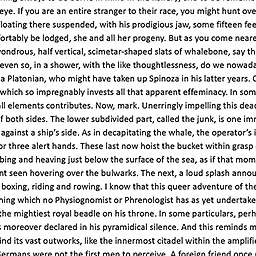 eye. If you are an entire stranger to their race, you might hunt ove
loating there suspended, with his prodigious jaw, some fifteen fee
ortably be lodged, she and all her progeny. But as you come neare
wondrous, half vertical, scimetar-shaped slats of whalebone, say th
even so, in a shower, with the like thoughtlessness, do we nowada
a Platonian, who might have taken up Spinoza in his latter years. C
which so impregnably invests all that apparent effeminacy. In som
all elements contributes. Now, mark. Unerringly impelling this dea
f both sides. The lower subdivided part, called the junk, is one imr
against a ship's side. As in decapitating the whale, the operator's i
or three alert hands. These last now hoist the bucket within grasp
bing and heaving just below the surface of the sea, as if that mom
nt seen hovering over the bulwarks. The next, a loud splash annou
boxing, riding and rowing. I know that this queer adventure of the
ning which no Physiognomist or Phrenologist has as yet undertake
the mightiest royal beadle on his throne. In some particulars, perh
s moreover declared in his pyramidical silence. And this reminds m
ind its vast outworks, like the innermost citadel within the amplifie
Germans were not the first men to perceive. A foreign friend once